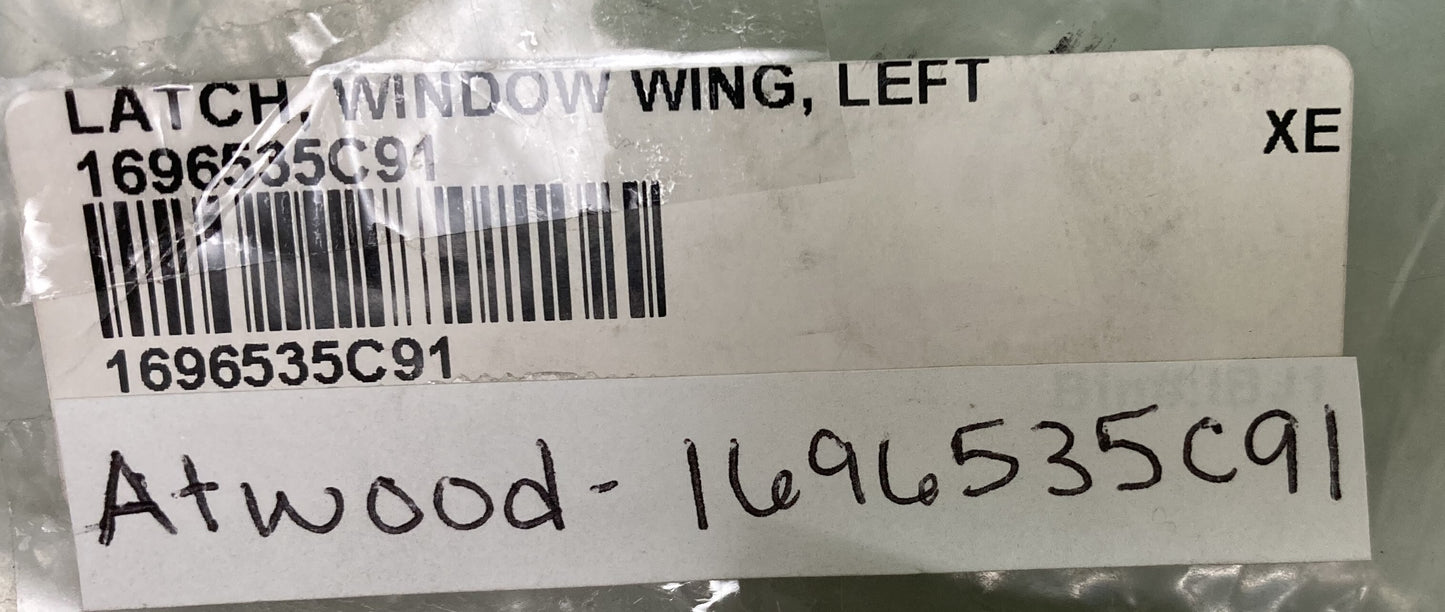 LATCH, WINDOW WING, LEFT
XE
1696535C91
1696535C91
Atwood - 1696535C91